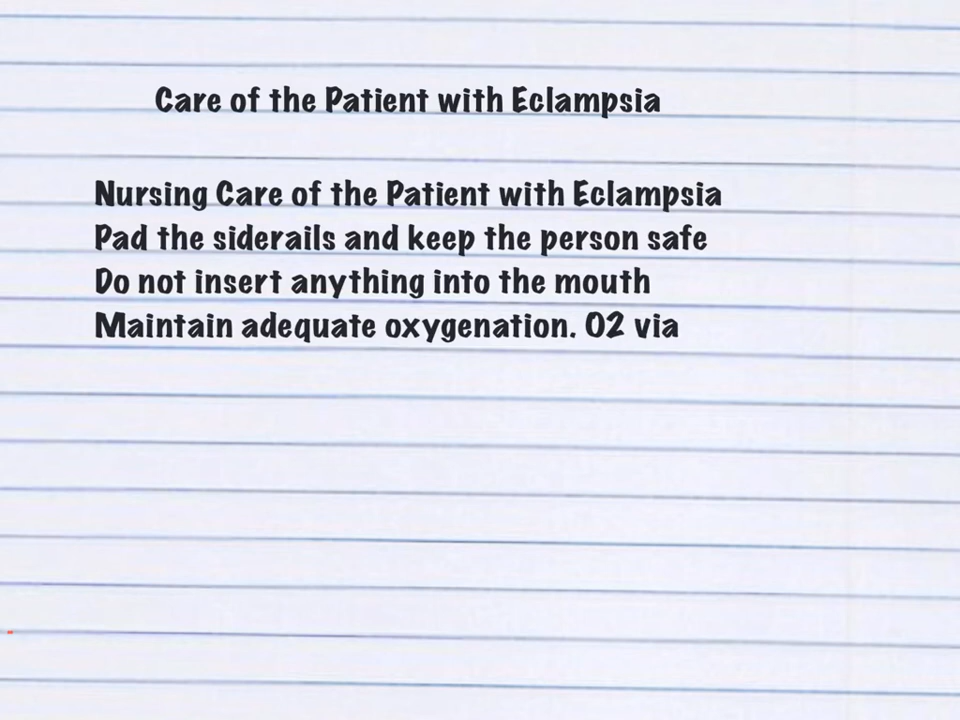 Care of the Patient with Eclampsia
Nursing Care of the Patient with Eclampsia
Pad the siderails and keep the person safe
Do not insert anything into the mouth
Maintain adequate oxygenation. O2 via